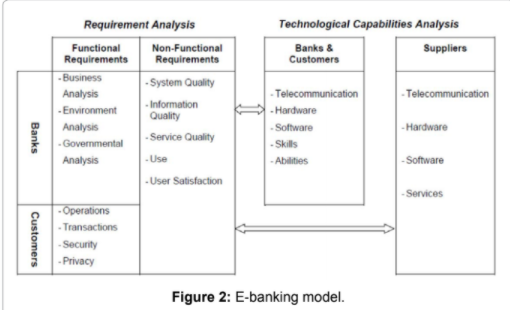 Requirement Analysis
Technological Capabilities Analysis
Functional
Requirements
Non-Functional
Requirements
Banks &
Customers
Suppliers
Banks
- Business
Analysis
- Environment
Analysis
- Governmental
Analysis
- System Quality
- Information
Quality
- Service Quality
- Use
- User Satisfaction
- Telecommunication
- Hardware
- Software
- Skills
- Abilities
- Telecommunication
- Hardware
- Software
- Services
Customers
- Operations
- Transactions
- Security
- Privacy
Figure 2: E-banking model.